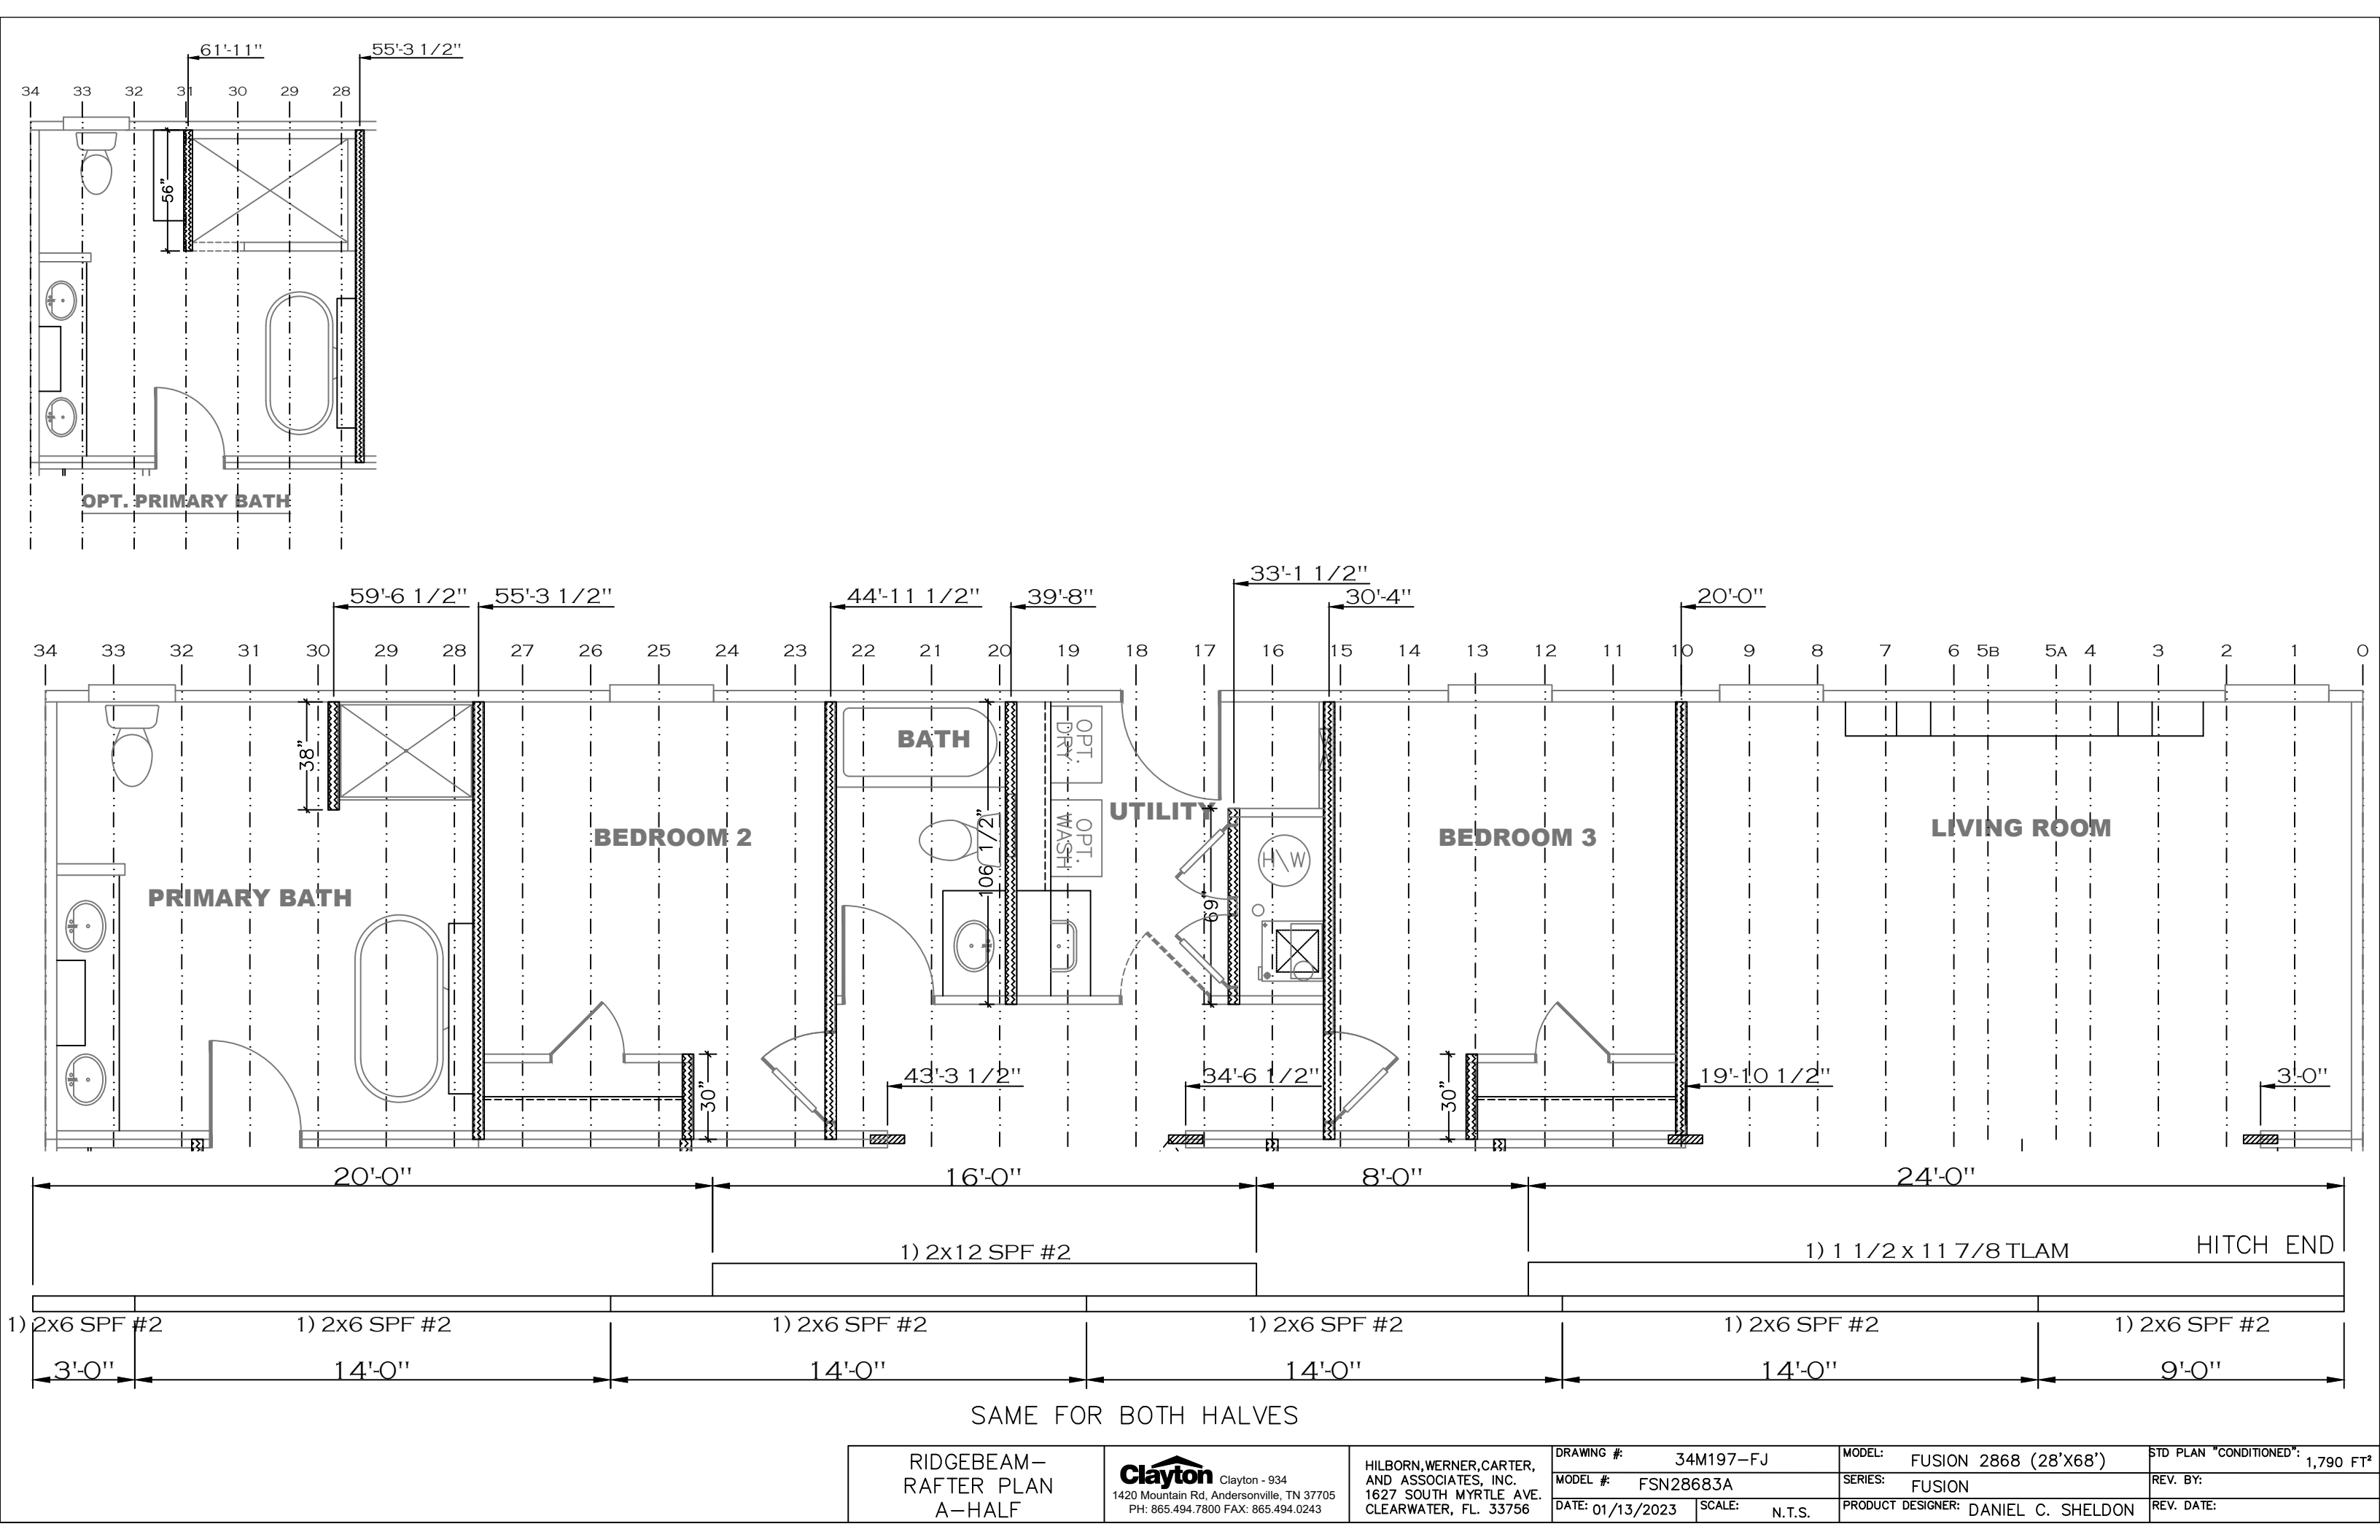 61'-11"
55'-3 1/2"
34 33 32 31 30 29 28
56"
OPT. PRIMARY BATH
33'-1 1/2"
59'-6 1/2" 55'-3 1/2" 44'-11 1/2" 39'-8" 30'-4" 20'-0"
34 33 32 31 30 29 28 27 26 25 24 23 22 21 20 19 18 17 16 15 14 13 12 11 10 9 8 7 6 5B 5A 4 3 2 1 0
38"
BATH
OPT. DRY.
UTILITY
BEDROOM 2
106 1/2"
OPT. WASH
BEDROOM 3
LIVING ROOM
H/W
PRIMARY BATH
69"
43'-3 1/2" 34'-6 1/2" 19'-10 1/2" 3'-0"
30" 30"
20'-0" 16'-0" 8'-0" 24'-0"
1) 2x12 SPF #2
1) 1 1/2 x 11 7/8 TLAM
HITCH END
1) 2x6 SPF #2 1) 2x6 SPF #2 1) 2x6 SPF #2 1) 2x6 SPF #2 1) 2x6 SPF #2 1) 2x6 SPF #2
3'-0" 14'-0" 14'-0" 14'-0" 14'-0" 9'-0"
SAME FOR BOTH HALVES
RIDGEBEAM-
RAFTER PLAN
A-HALF
Clayton Clayton - 934
1420 Mountain Rd, Andersonville, TN 37705
PH: 865.494.7800 FAX: 865.494.0243
HILBORN,WERNER,CARTER,
AND ASSOCIATES, INC.
1627 SOUTH MYRTLE AVE.
CLEARWATER, FL. 33756
DRAWING #: 34M197-FJ
MODEL #: FSN28683A
DATE: 01/13/2023 SCALE: N.T.S.
MODEL: FUSION 2868 (28'X68')
SERIES: FUSION
PRODUCT DESIGNER: DANIEL C. SHELDON
STD PLAN "CONDITIONED": 1,790 FT²
REV. BY:
REV. DATE: